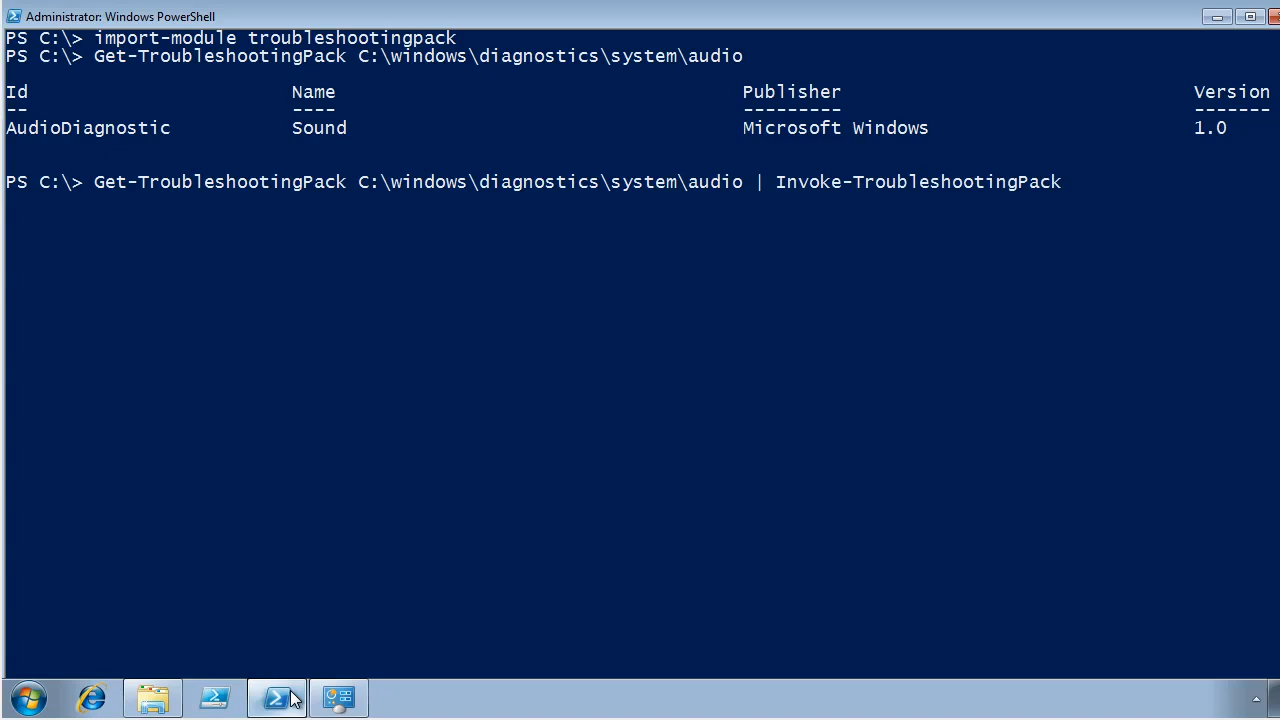 Administrator: Windows PowerShell
PS C:\> import-module troubleshootingpack
PS C:\> Get-TroubleshootingPack C:\windows\diagnostics\system\audio
Id Name Publisher Version
-- ---- --------- -------
AudioDiagnostic Sound Microsoft Windows 1.0
PS C:\> Get-TroubleshootingPack C:\windows\diagnostics\system\audio | Invoke-TroubleshootingPack